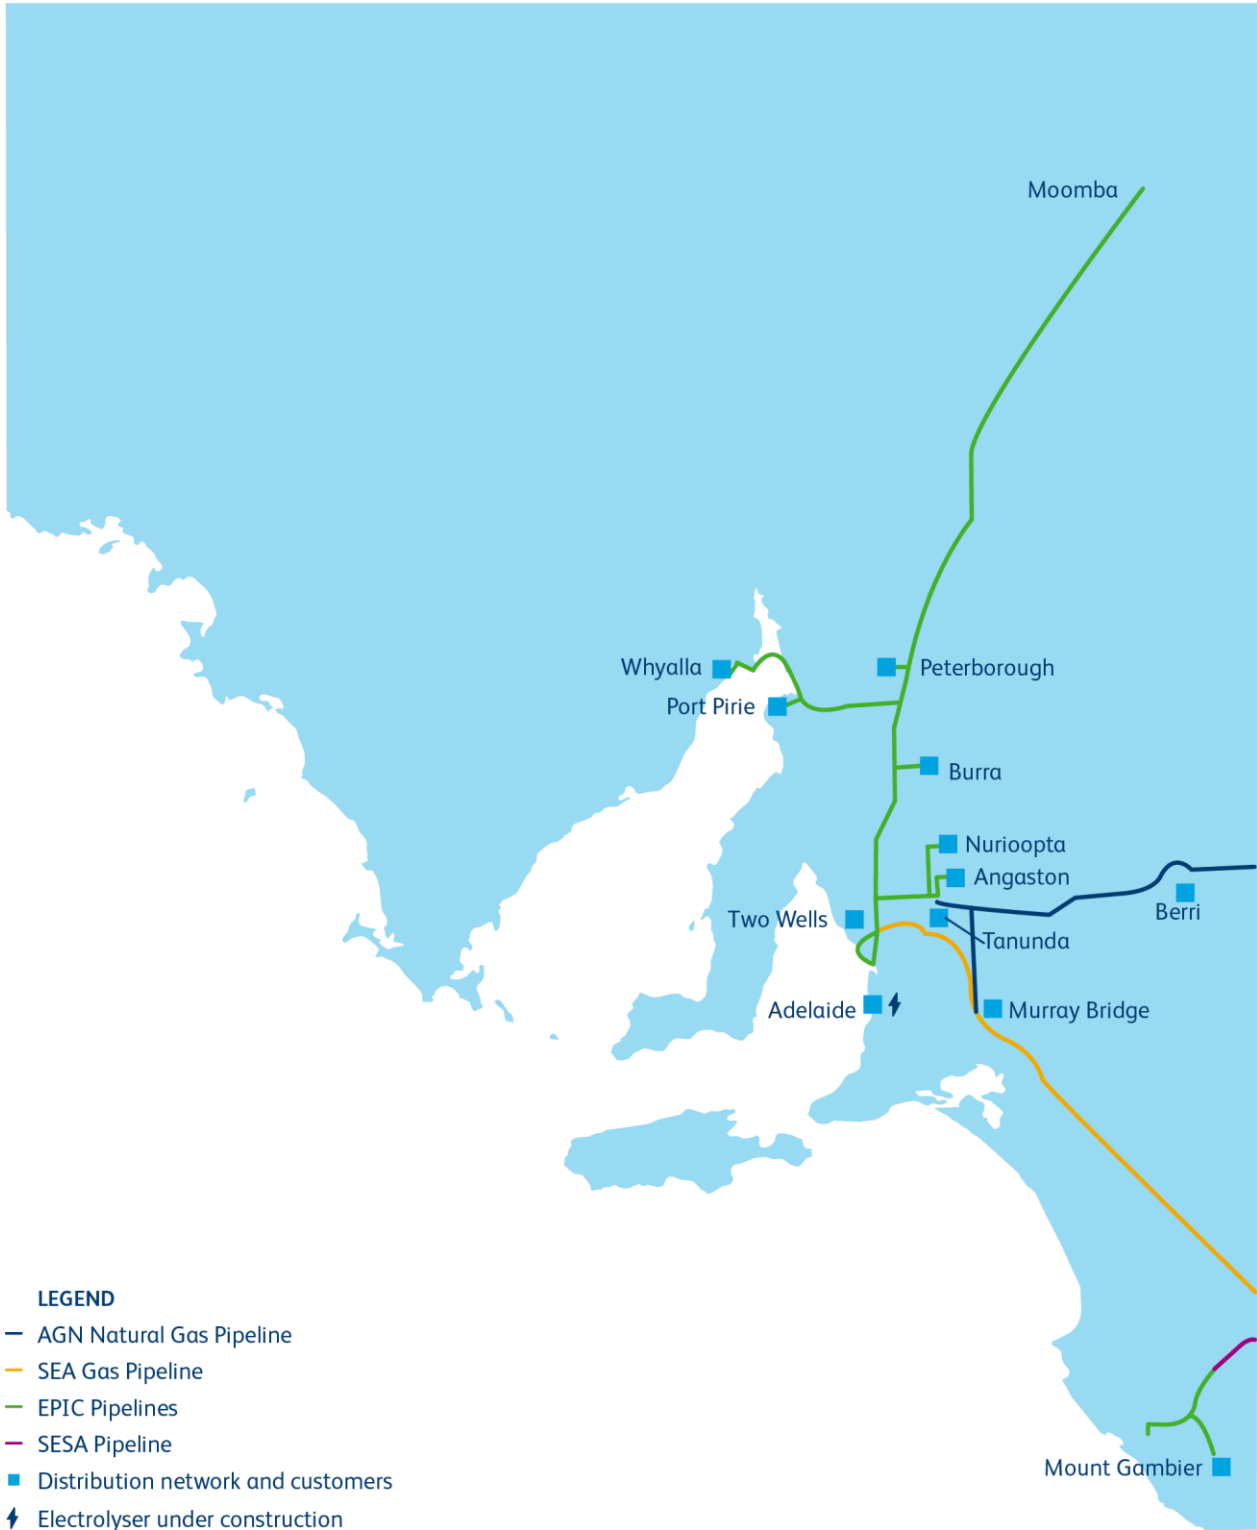 Moomba
Whyalla
Peterborough
Port Pirie
Burra
Nurioopta
Angaston
Berri
Two Wells
Tanunda
Adelaide
Murray Bridge
LEGEND
AGN Natural Gas Pipeline
SEA Gas Pipeline
EPIC Pipelines
SESA Pipeline
Mount Gambier
Distribution network and customers
Electrolyser under construction